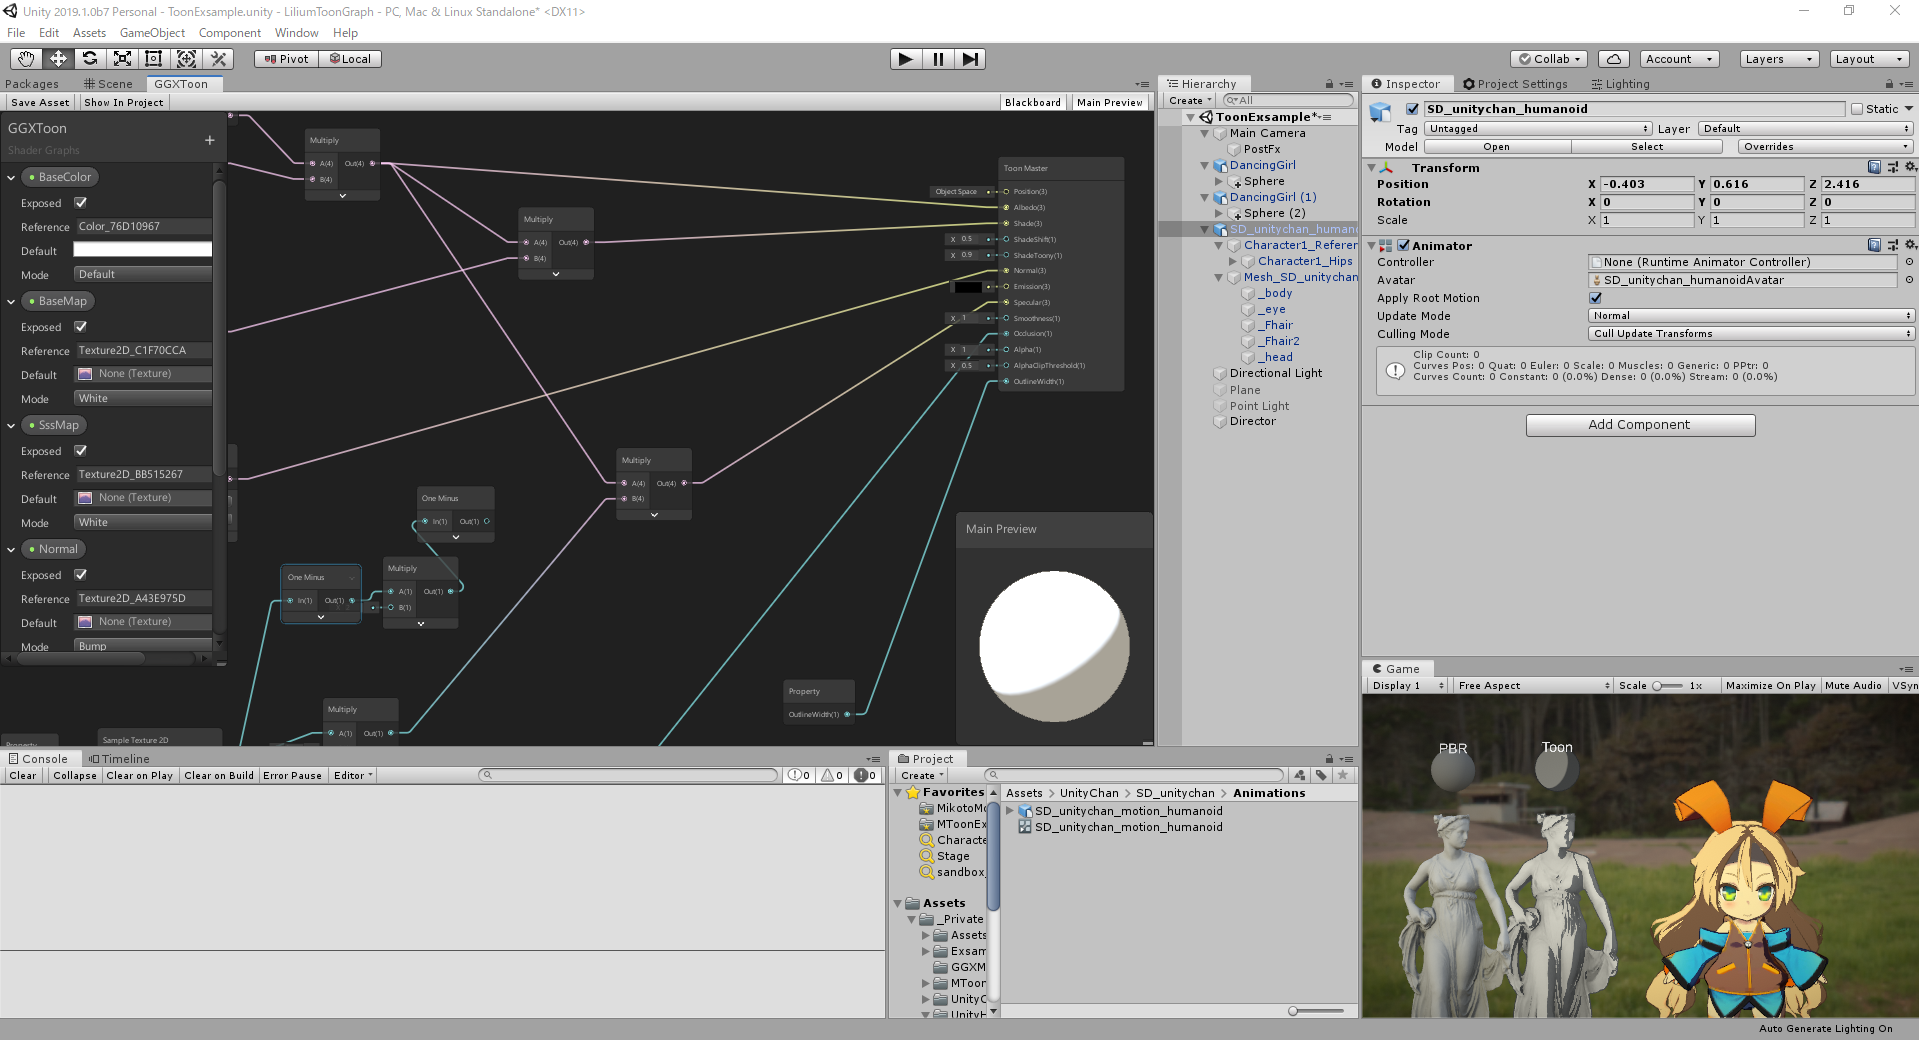 Unity 2019.1.0b7 Personal - ToonExsample.unity - LiliumToonGraph - PC, Mac & Linux Standalone* <DX11>
File Edit Assets GameObject Component Window Help
Pivot Local Collab Account Layers Layout
Packages Scene GGXToon
Save Asset Show In Project Blackboard Main Preview
GGXToon
Shader Graphs
BaseColor
Exposed
Reference Color_76D10967
Default
Mode Default
BaseMap
Exposed
Reference Texture2D_C1F70CCA
Default None (Texture)
Mode White
SssMap
Exposed
Reference Texture2D_BB515267
Default None (Texture)
Mode White
Normal
Exposed
Reference Texture2D_A43E975D
Default None (Texture)
Mode Bump
Multiply
A(4) Out(4)
B(4)
Multiply
A(4) Out(4)
B(4)
Toon Master
Object Space Position(3)
Albedo(3)
Shade(3)
X 0.5 ShadeShift(1)
X 0.9 ShadeToony(1)
Normal(3)
Emission(3)
Specular(3)
X 1 Smoothness(1)
Occlusion(1)
X 1 Alpha(1)
X 0.5 AlphaClipThreshold(1)
OutlineWidth(1)
Multiply
A(4) Out(4)
B(4)
One Minus
In(1) Out(1)
One Minus
In(1) Out(1)
Multiply
A(1) Out(1)
B(1)
Multiply
A(1) Out(1)
Property
OutlineWidth(1)
Property
Sample Texture 2D
Main Preview
Hierarchy
Create All
ToonExsample*
Main Camera
PostFx
DancingGirl
Sphere
DancingGirl (1)
Sphere (2)
SD_unitychan_human
Character1_Referer
Character1_Hips
Mesh_SD_unitychan
_body
_eye
_Fhair
_Fhair2
_head
Directional Light
Plane
Point Light
Director
Inspector Project Settings Lighting
SD_unitychan_humanoid Static
Tag Untagged Layer Default
Model Open Select Overrides
Transform
Position X -0.403 Y 0.616 Z 2.416
Rotation X 0 Y 0 Z 0
Scale X 1 Y 1 Z 1
Animator
Controller None (Runtime Animator Controller)
Avatar SD_unitychan_humanoidAvatar
Apply Root Motion
Update Mode Normal
Culling Mode Cull Update Transforms
Clip Count: 0
Curves Pos: 0 Quat: 0 Euler: 0 Scale: 0 Muscles: 0 Generic: 0 PPtr: 0
Curves Count: 0 Constant: 0 (0.0%) Dense: 0 (0.0%) Stream: 0 (0.0%)
Add Component
Game
Display 1 Free Aspect Scale 1x Maximize On Play Mute Audio VSyn
PBR Toon
Console Timeline
Clear Collapse Clear on Play Clear on Build Error Pause Editor 0 0 0
Project
Create
Favorites
MikotoMo
MToonEx
Characte
Stage
sandbox_
Assets
_Private
Assets
Exsam
GGXM
MToon
UnityC
UnityH
Assets > UnityChan > SD_unitychan > Animations
SD_unitychan_motion_humanoid
SD_unitychan_motion_humanoid
Auto Generate Lighting On